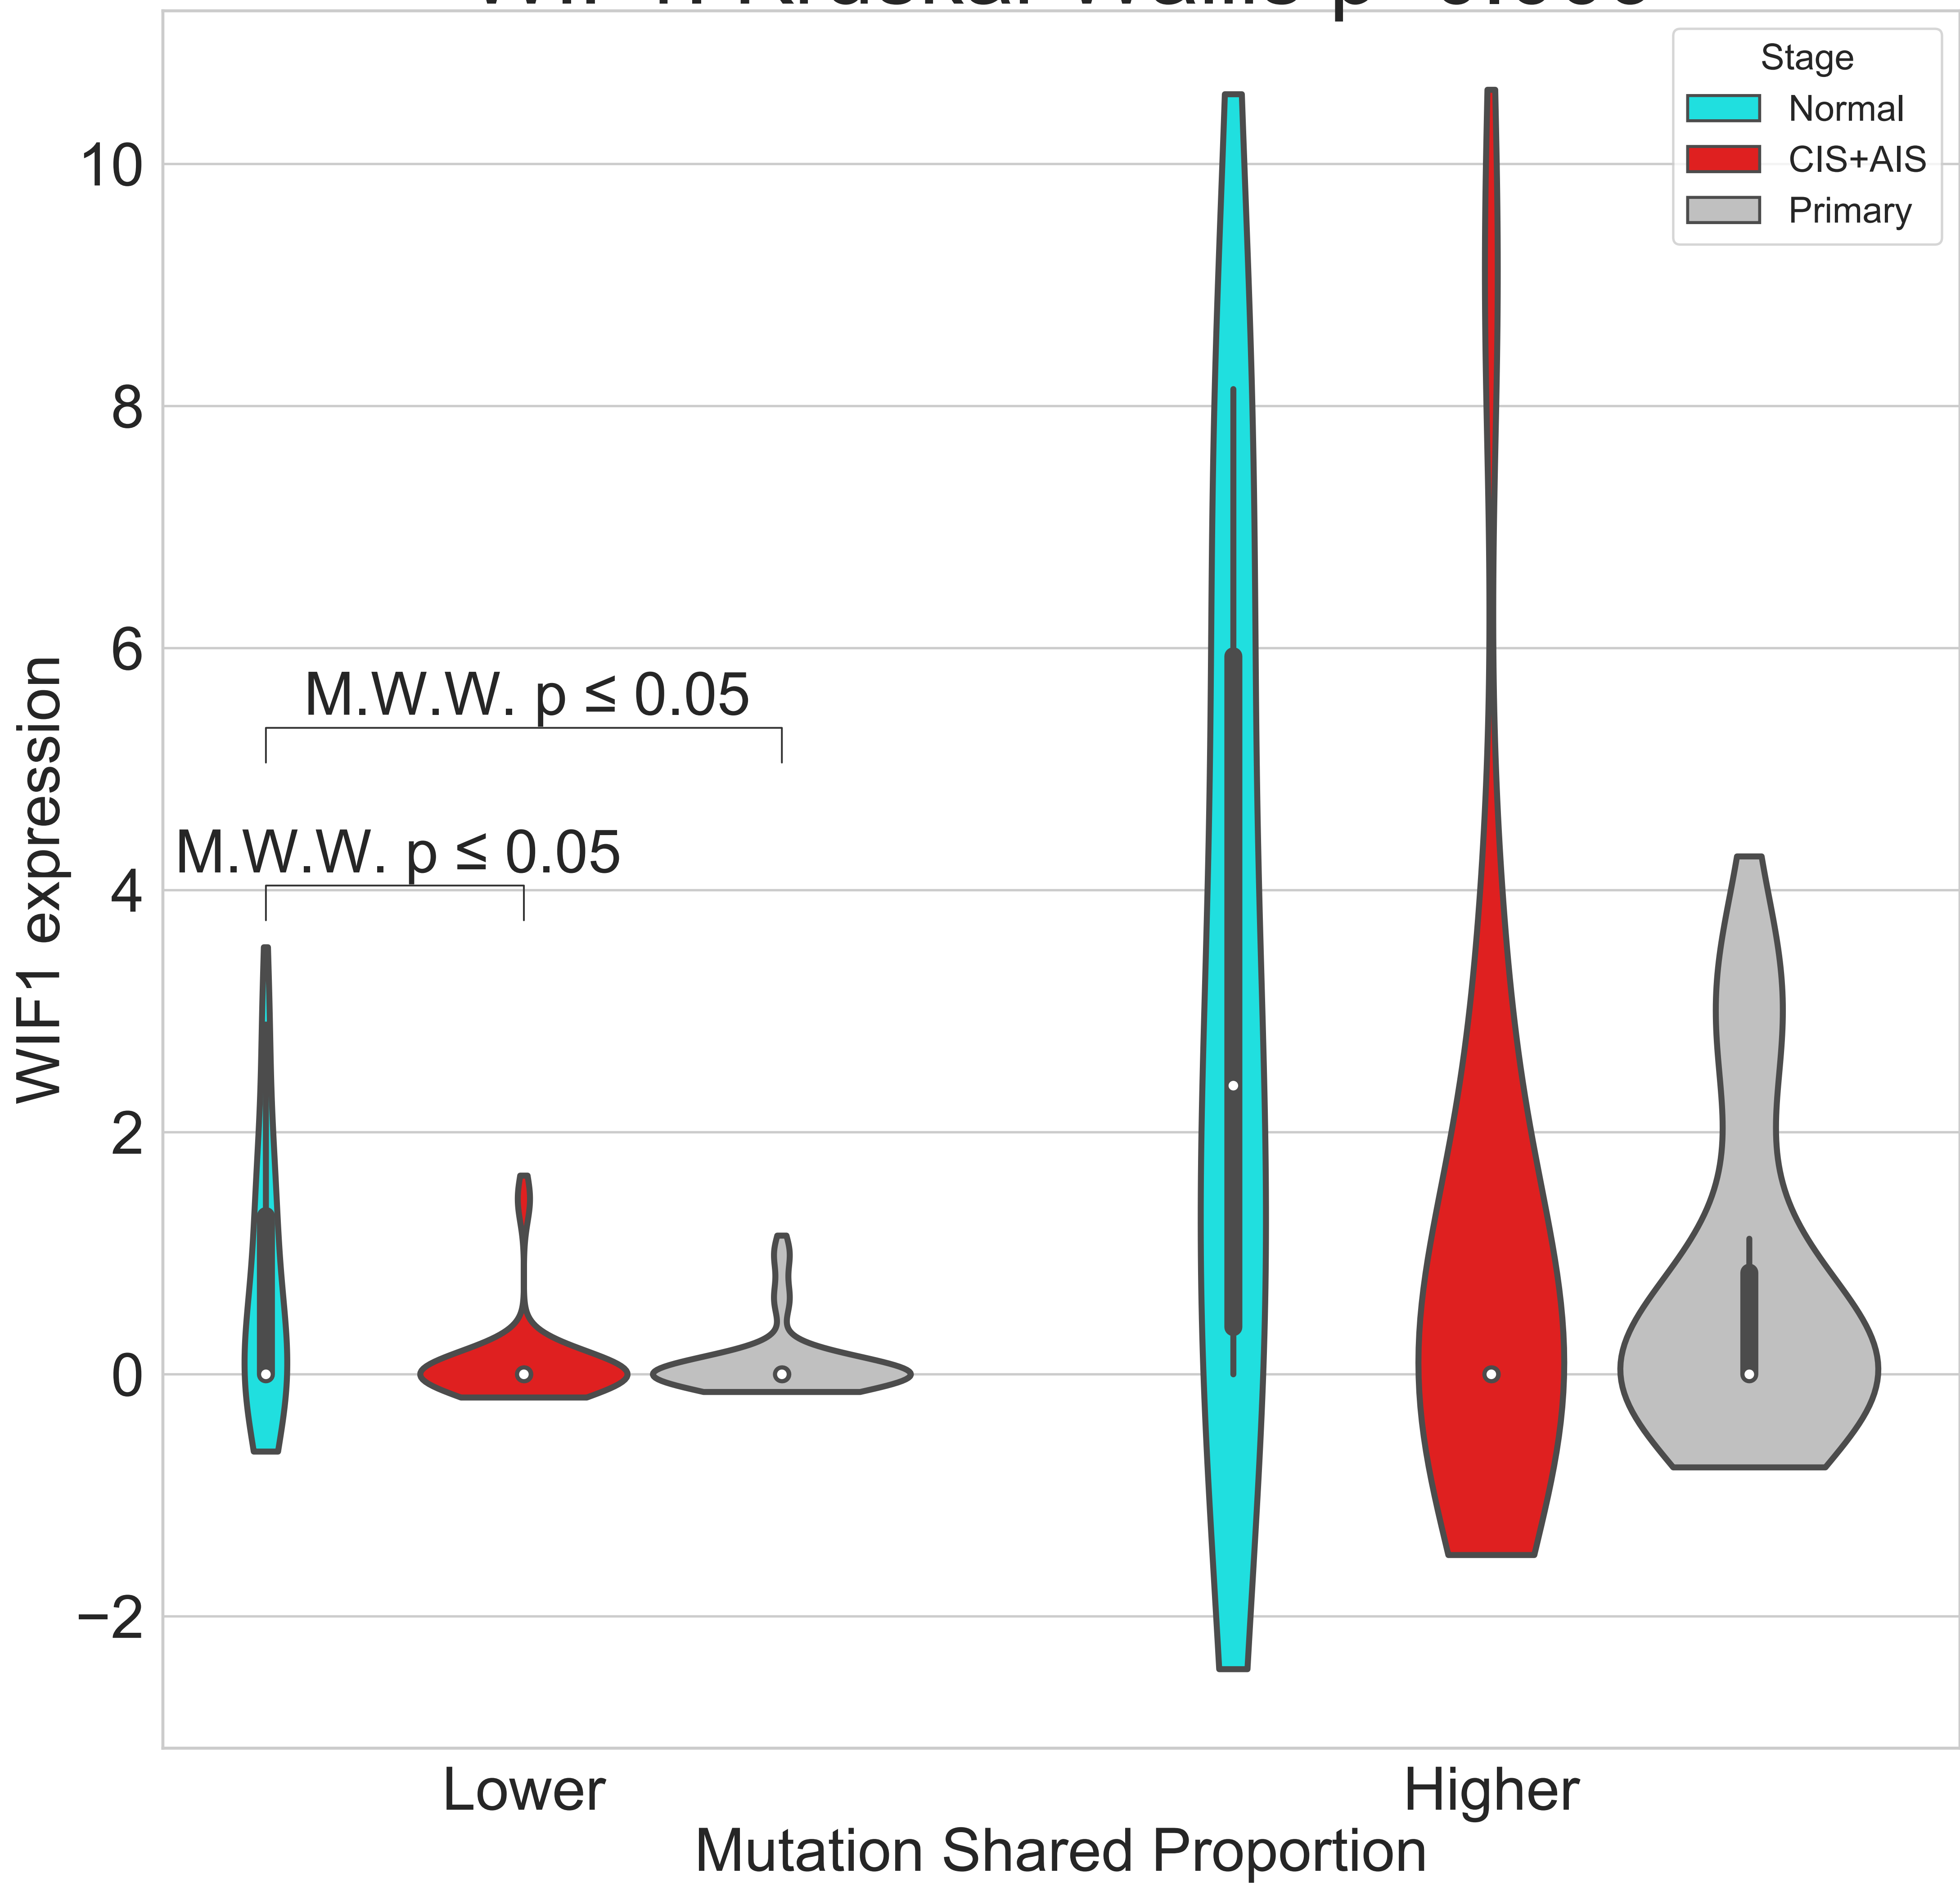 Stage
Normal
CIS+AIS
Primary
10
8
6
4
2
0
−2
WIF1 expression
M.W.W. p ≤ 0.05
M.W.W. p ≤ 0.05
Lower
Higher
Mutation Shared Proportion